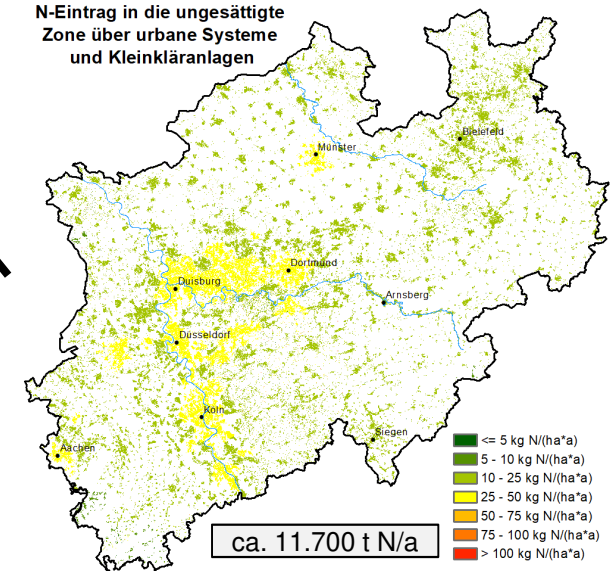 N-Eintrag in die ungesättigte
Zone über urbane Systeme
und Kleinkläranlagen
Bielefeld
Münster
Dortmund
Duisburg
Arnsberg
Düsseldorf
Köln
Siegen
Aachen
<= 5 kg N/(ha*a)
5 - 10 kg N/(ha*a)
10 - 25 kg N/(ha*a)
25 - 50 kg N/(ha*a)
50 - 75 kg N/(ha*a)
75 - 100 kg N/(ha*a)
> 100 kg N/(ha*a)
ca. 11.700 t N/a